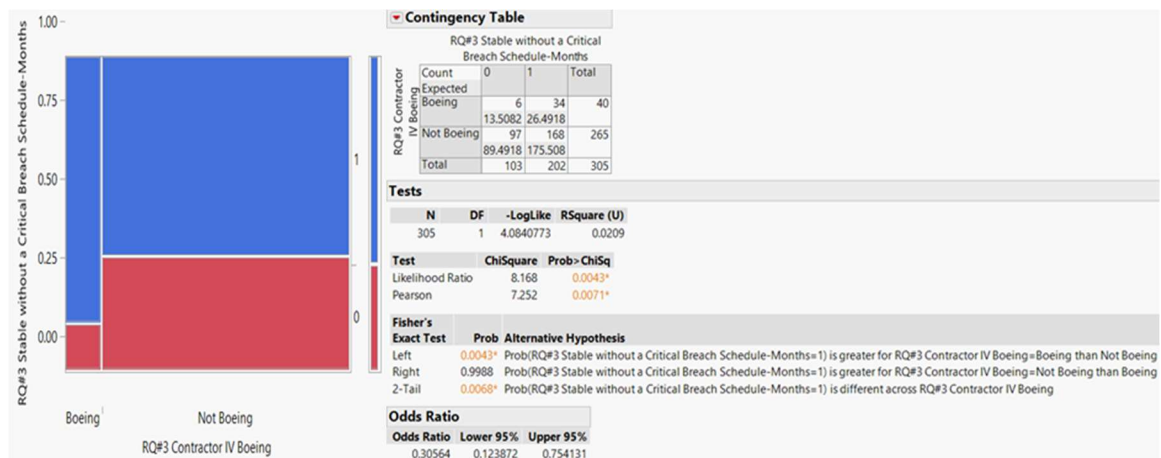 RQ#3 Stable without a Critical Breach Schedule-Months
1.00
0.75
0.50
0.25
0.00
1
0
Boeing
Not Boeing
RQ#3 Contractor IV Boeing
Contingency Table
RQ#3 Stable without a Critical
Breach Schedule-Months
RQ#3 Contractor
IV Boeing
Count 0 1 Total
Expected
Boeing 6 34 40
13.5082 26.4918
Not Boeing 97 168 265
89.4918 175.508
Total 103 202 305
Tests
N DF -LogLike RSquare (U)
305 1 4.0840773 0.0209
Test ChiSquare Prob>ChiSq
Likelihood Ratio 8.168 0.0043*
Pearson 7.252 0.0071*
Fisher's
Exact Test Prob Alternative Hypothesis
Left 0.0043* Prob(RQ#3 Stable without a Critical Breach Schedule-Months=1) is greater for RQ#3 Contractor IV Boeing=Boeing than Not Boeing
Right 0.9988 Prob(RQ#3 Stable without a Critical Breach Schedule-Months=1) is greater for RQ#3 Contractor IV Boeing=Not Boeing than Boeing
2-Tail 0.0068* Prob(RQ#3 Stable without a Critical Breach Schedule-Months=1) is different across RQ#3 Contractor IV Boeing
Odds Ratio
Odds Ratio Lower 95% Upper 95%
0.30564 0.123872 0.754131